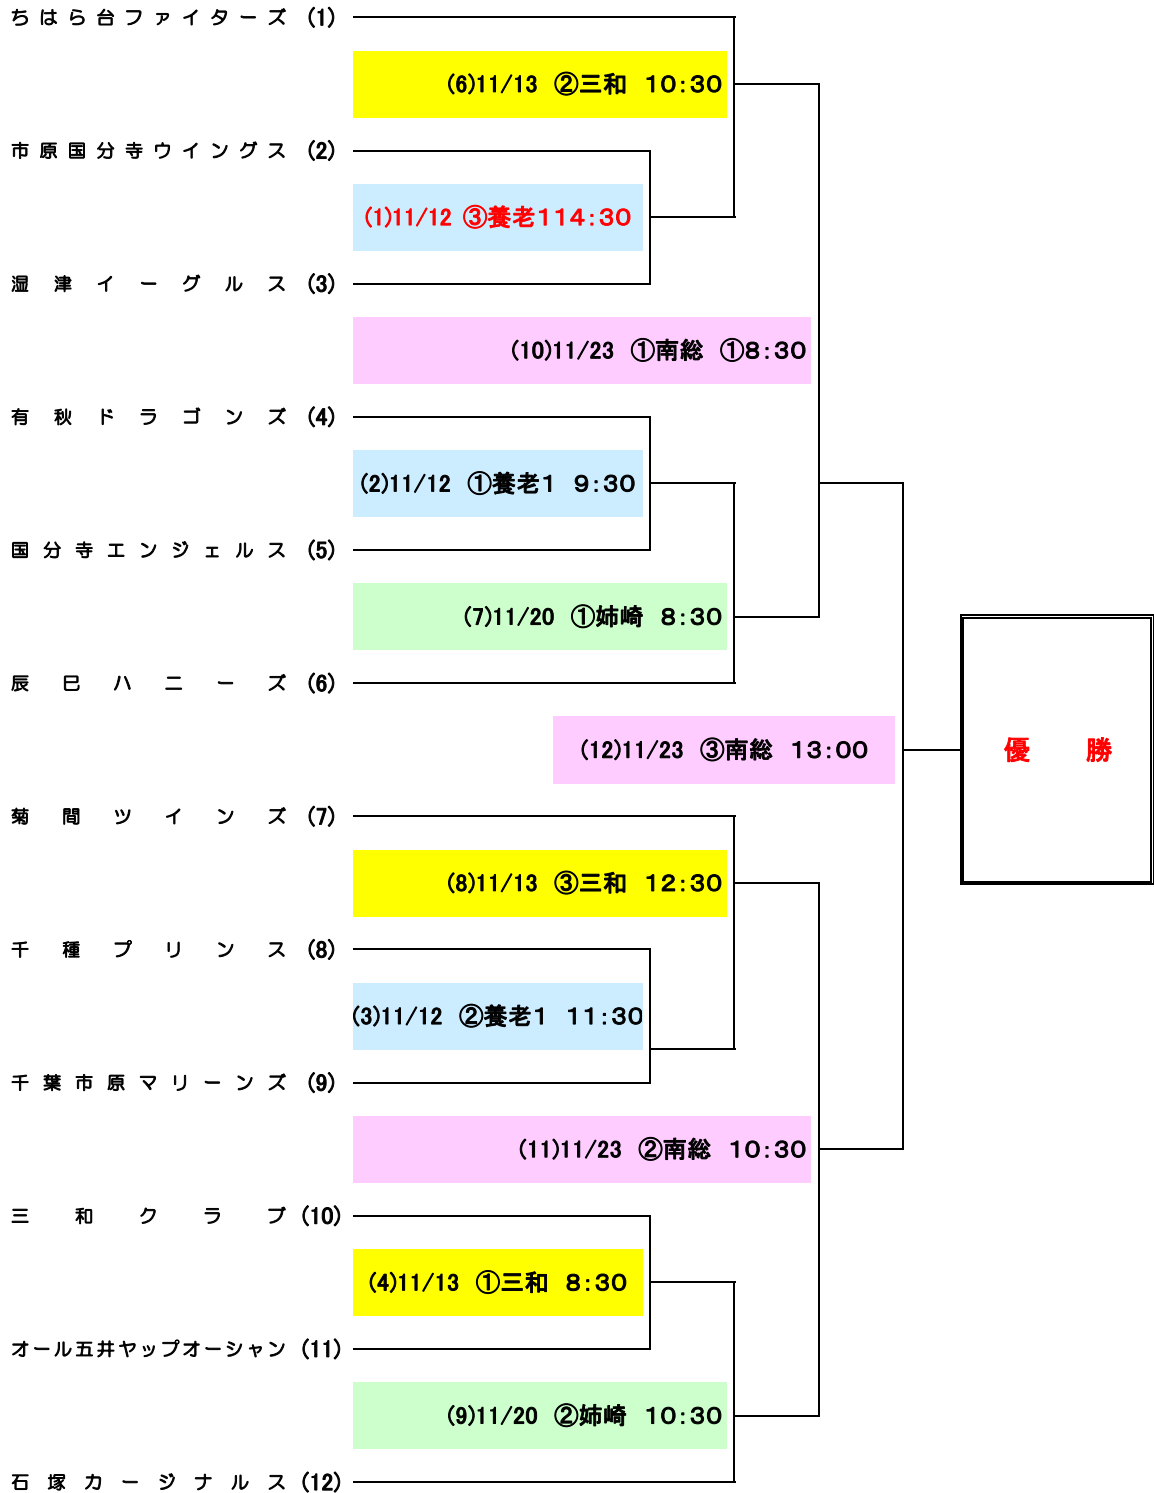 ちはら台ファイターズ (1)
(6)11/13 ②三和 10:30
市原国分寺ウイングス (2)
(1)11/12 ③養老114:30
湿津イーグルス (3)
(10)11/23 ①南総 ①8:30
有秋ドラゴンズ (4)
(2)11/12 ①養老1 9:30
国分寺エンジェルス (5)
(7)11/20 ①姉崎 8:30
辰巳ハニーズ (6)
(12)11/23 ③南総 13:00
優 勝
菊間ツインズ (7)
(8)11/13 ③三和 12:30
千種プリンス (8)
(3)11/12 ②養老1 11:30
千葉市原マリーンズ (9)
(11)11/23 ②南総 10:30
三和クラブ (10)
(4)11/13 ①三和 8:30
オール五井ヤップオーシャン (11)
(9)11/20 ②姉崎 10:30
石塚カージナルス (12)